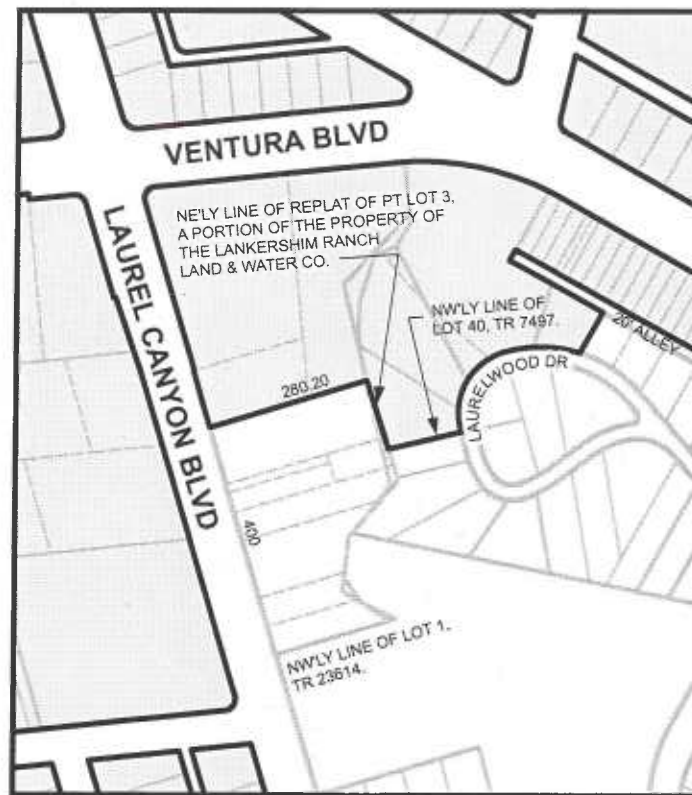 VENTURA BLVD
NE'LY LINE OF REPLAT OF PT LOT 3,
A PORTION OF THE PROPERTY OF
THE LANKERSHIM RANCH
LAND & WATER CO.
LAUREL CANYON BLVD
NW'LY LINE OF
LOT 40, TR 7497.
20' ALLEY
LAURELWOOD DR
280.20
400
NW'LY LINE OF LOT 1,
TR 23614.